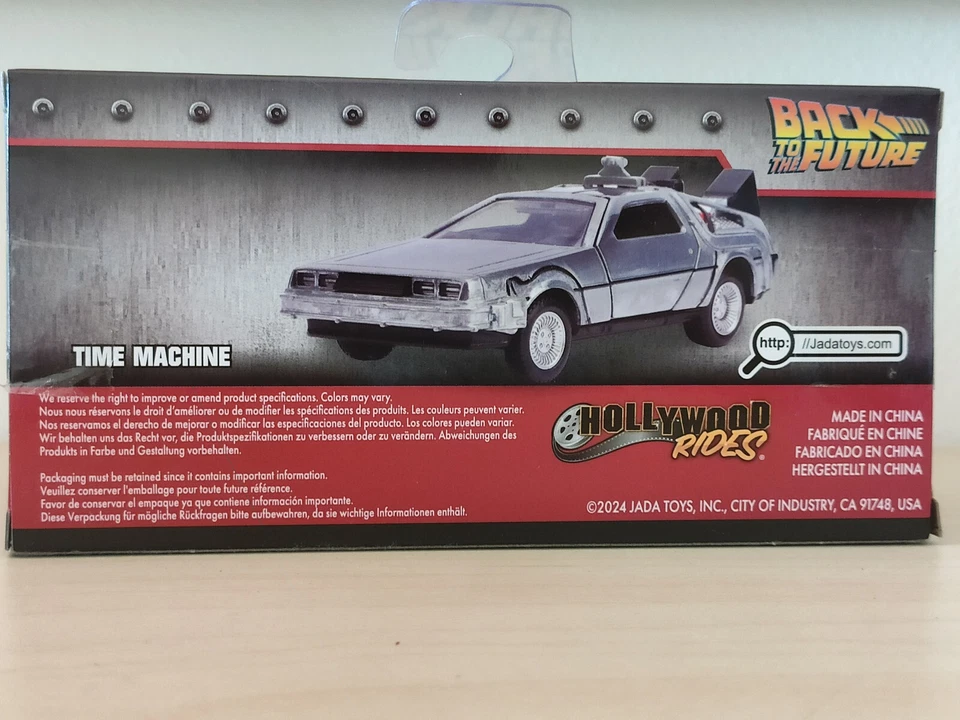 BACK
TO THE FUTURE
TIME MACHINE
http: //Jadatoys.com
We reserve the right to improve or amend product specifications. Colors may vary.
Nous nous réservons le droit d'améliorer ou de modifier les spécifications des produits. Les couleurs peuvent varier.
Nos reservamos el derecho de mejorar o modificar las especificaciones del producto. Los colores pueden variar.
Wir behalten uns das Recht vor, die Produktspezifikationen zu verbessern oder zu verändern. Abweichungen des
Produkts in Farbe und Gestaltung vorbehalten.
Packaging must be retained since it contains important information.
Veuillez conserver l'emballage pour toute future référence.
Favor de conservar el empaque ya que contiene información importante.
Diese Verpackung für mögliche Rückfragen bitte aufbewahren, da sie wichtige Informationen enthält.
HOLLYWOOD
RIDES®
MADE IN CHINA
FABRIQUÉ EN CHINE
FABRICADO EN CHINA
HERGESTELLT IN CHINA
©2024 JADA TOYS, INC., CITY OF INDUSTRY, CA 91748, USA